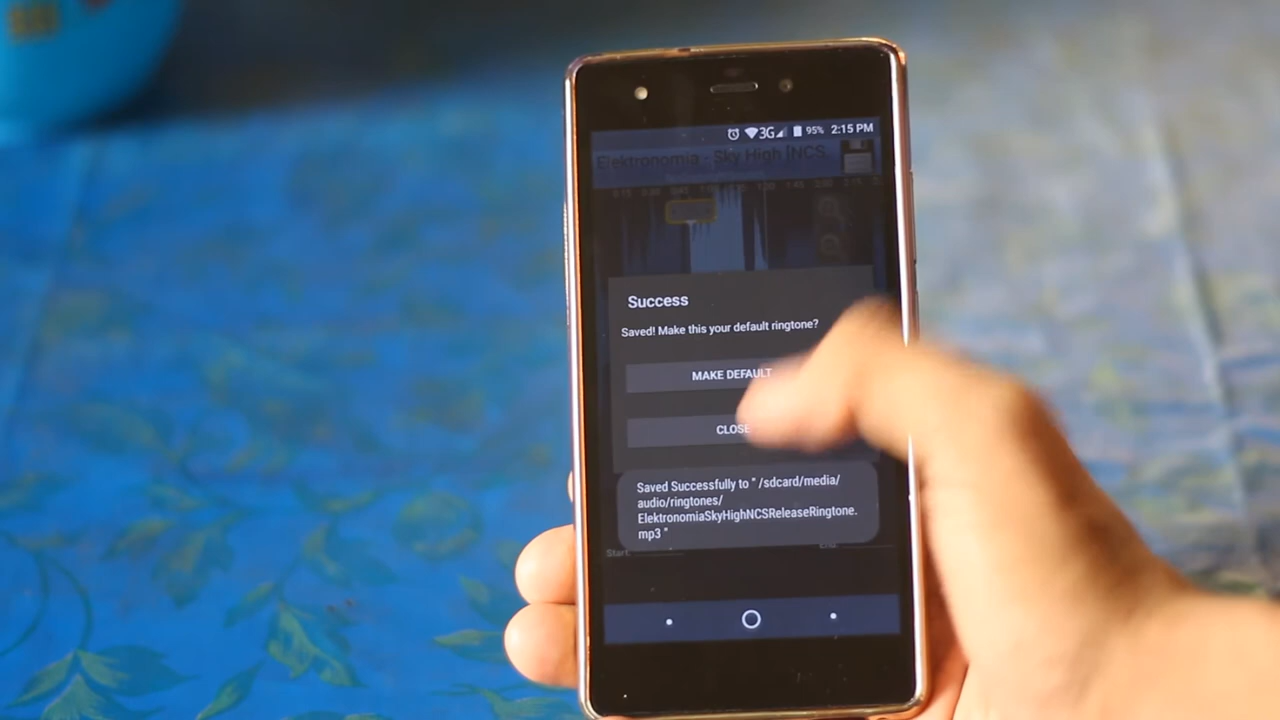 3G 95% 2:15 PM
Elektronomia - Sky High [NCS
Success
Saved! Make this your default ringtone?
MAKE DEFAULT
CLOSE
Saved Successfully to " /sdcard/media/
audio/ringtones/
ElektronomiaSkyHighNCSReleaseRingtone.
mp3 "
Start:
End: